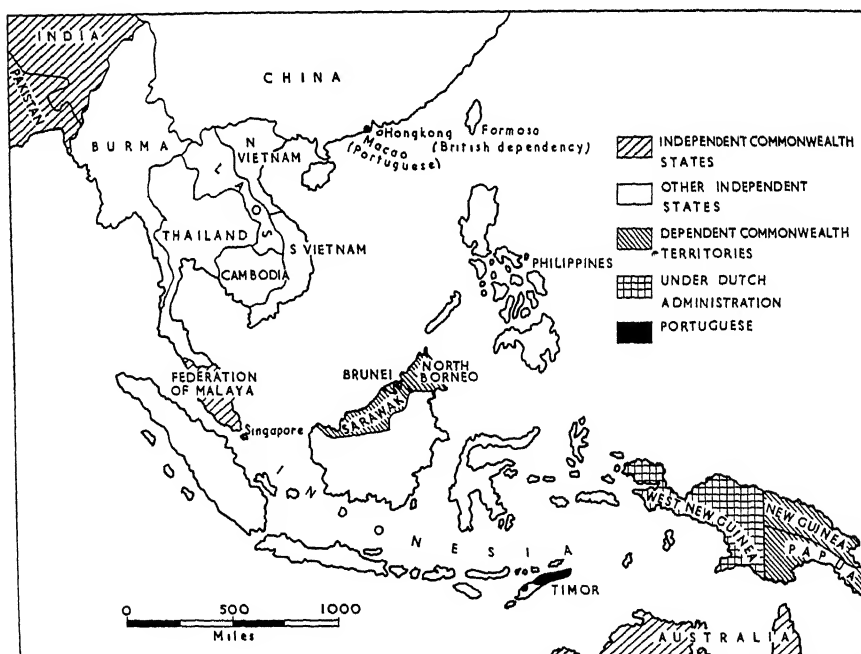 INDIA
PAKISTAN
CHINA
BURMA
N
VIETNAM
LAOS
Hongkong
(British dependency)
Macao
(Portuguese)
Formosa
THAILAND
S VIETNAM
CAMBODIA
PHILIPPINES
INDEPENDENT COMMONWEALTH
STATES
OTHER INDEPENDENT
STATES
DEPENDENT COMMONWEALTH
TERRITORIES
UNDER DUTCH
ADMINISTRATION
PORTUGUESE
FEDERATION
OF MALAYA
Singapore
BRUNEI
NORTH
BORNEO
SARAWAK
INDONESIA
WEST NEW GUINEA
NEW GUINEA
PAPUA
TIMOR
AUSTRALIA
0 500 1000
Miles